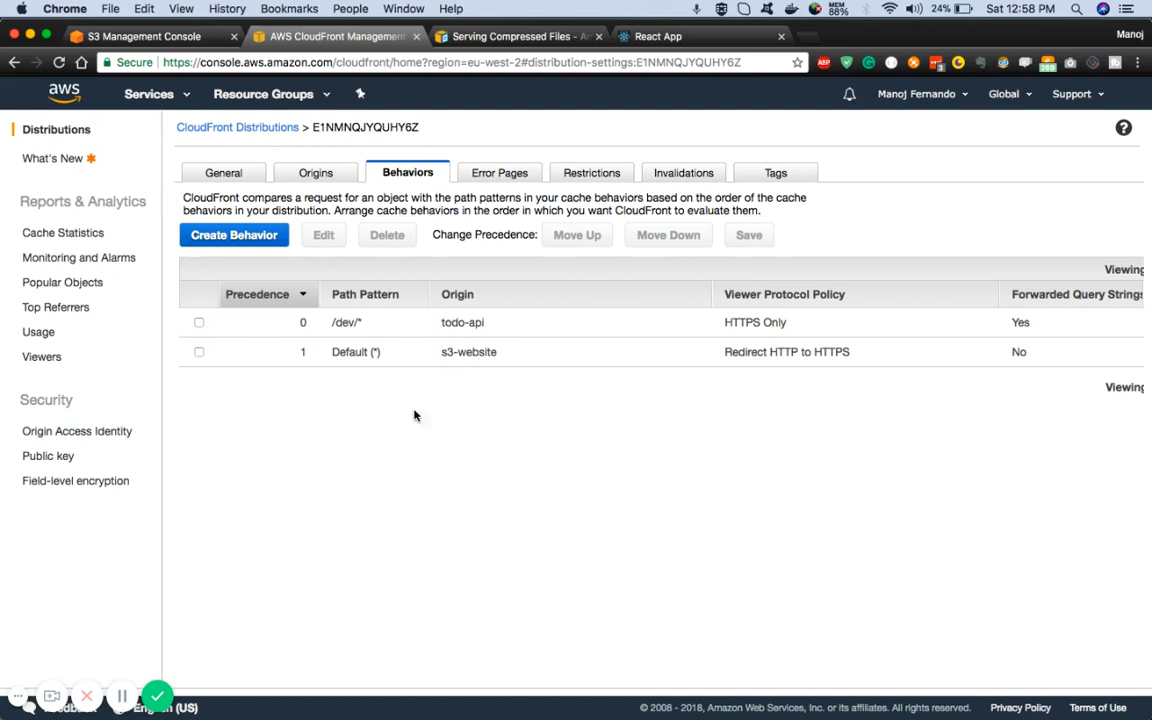 Chrome File Edit View History Bookmarks People Window Help MEM 88% 24% Sat 12:58 PM
S3 Management Console AWS CloudFront Management Serving Compressed Files - Am React App Manoj
Secure https://console.aws.amazon.com/cloudfront/home?region=eu-west-2#distribution-settings:E1NMNQJYQUHY6Z
aws Services Resource Groups Manoj Fernando Global Support
Distributions
What's New
Reports & Analytics
Cache Statistics
Monitoring and Alarms
Popular Objects
Top Referrers
Usage
Viewers
Security
Origin Access Identity
Public key
Field-level encryption
CloudFront Distributions > E1NMNQJYQUHY6Z
General Origins Behaviors Error Pages Restrictions Invalidations Tags
CloudFront compares a request for an object with the path patterns in your cache behaviors based on the order of the cache
behaviors in your distribution. Arrange cache behaviors in the order in which you want CloudFront to evaluate them.
Create Behavior Edit Delete Change Precedence: Move Up Move Down Save
Viewing
Precedence Path Pattern Origin Viewer Protocol Policy Forwarded Query Strings
0 /dev/* todo-api HTTPS Only Yes
1 Default (*) s3-website Redirect HTTP to HTTPS No
Viewing
English (US) © 2008 - 2018, Amazon Web Services, Inc. or its affiliates. All rights reserved. Privacy Policy Terms of Use